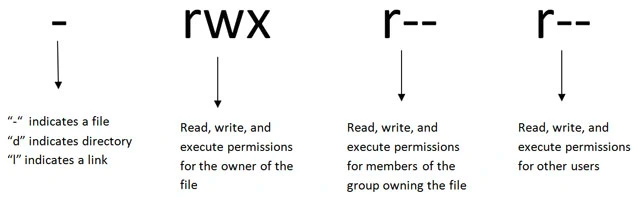 - rwx r-- r--
"-" indicates a file
"d" indicates directory
"l" indicates a link
Read, write, and
execute permissions
for the owner of the
file
Read, write, and
execute permissions
for members of the
group owning the file
Read, write, and
execute permissions
for other users